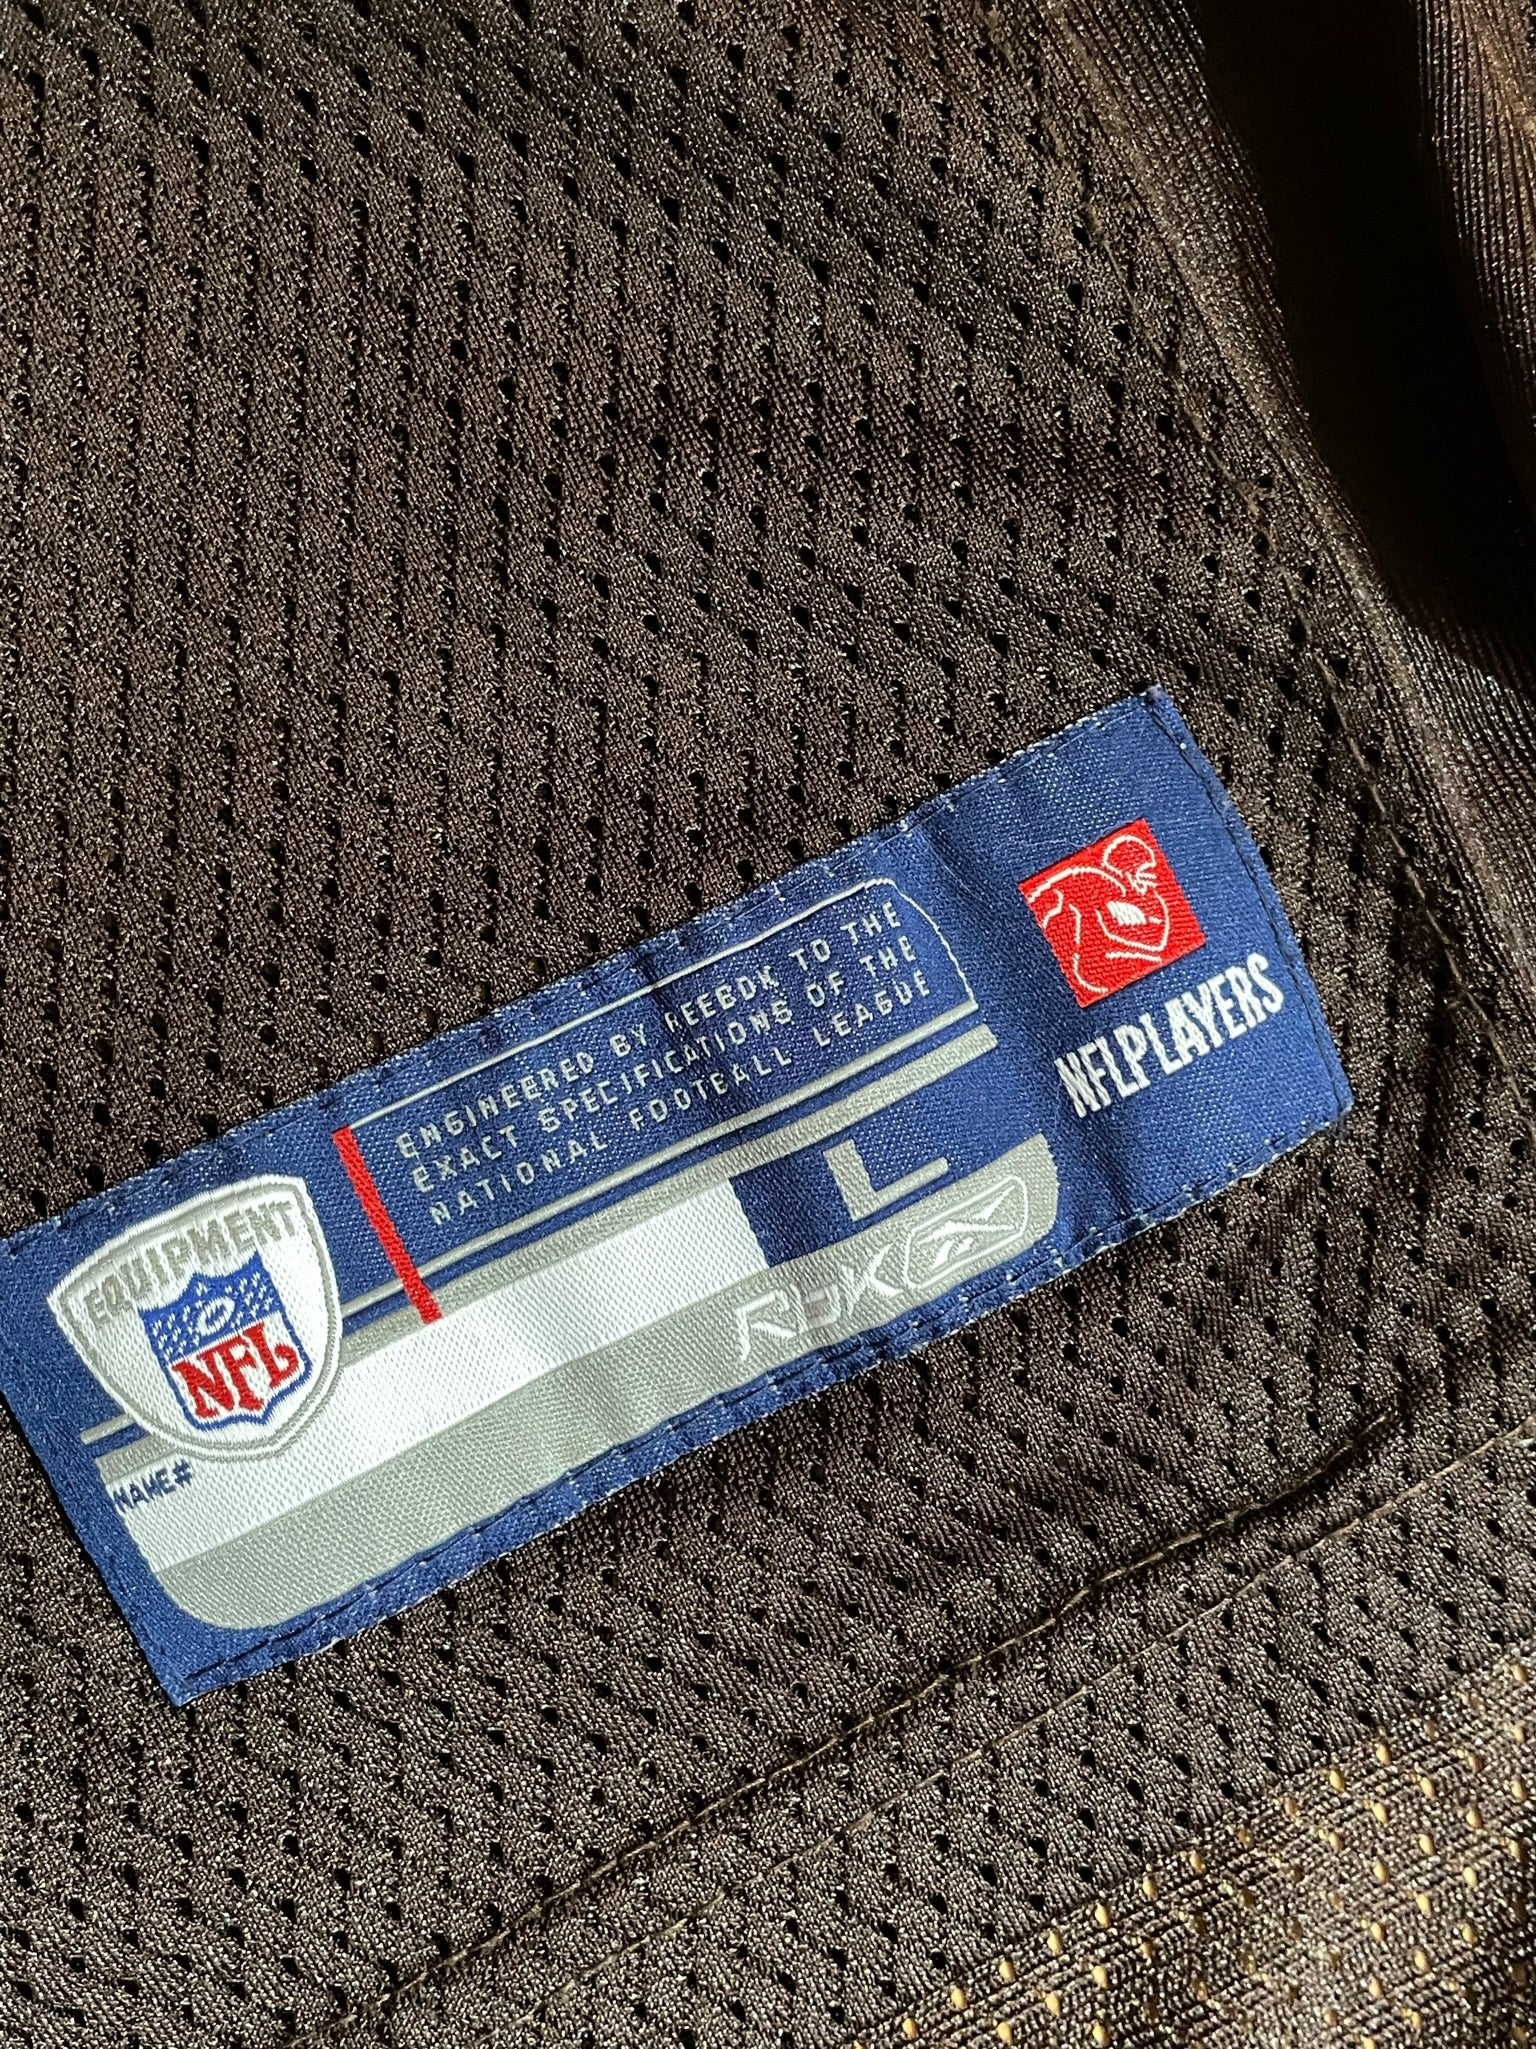 EQUIPMENT
NFL
ENGINEERED BY REEBOK TO THE
EXACT SPECIFICATIONS OF THE
NATIONAL FOOTBALL LEAGUE
NFLPLAYERS
L
NAME#
RBK